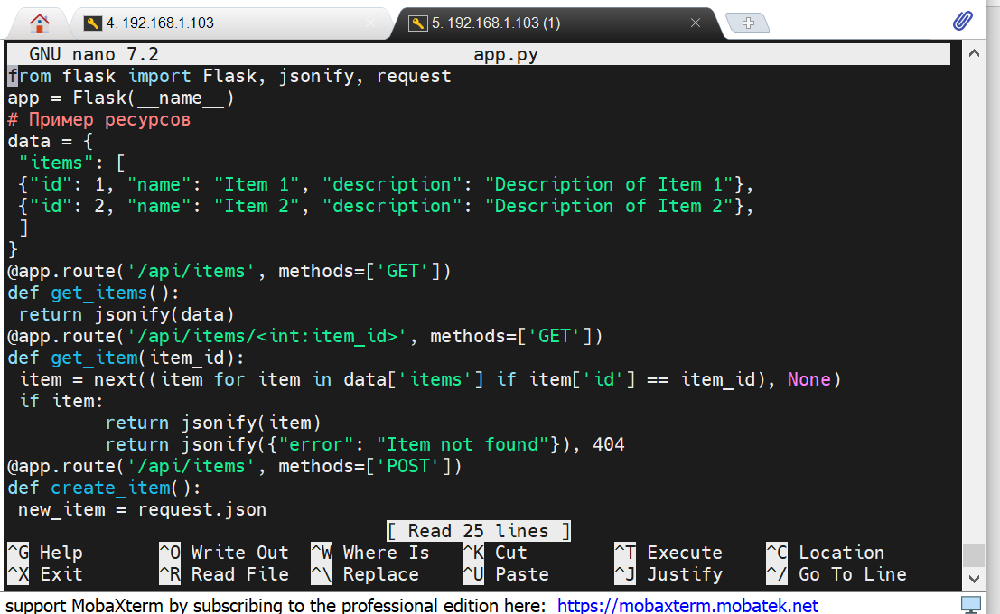 4. 192.168.1.103
5. 192.168.1.103 (1)
GNU nano 7.2 app.py
from flask import Flask, jsonify, request
app = Flask(__name__)
# Пример ресурсов
data = {
"items": [
{"id": 1, "name": "Item 1", "description": "Description of Item 1"},
{"id": 2, "name": "Item 2", "description": "Description of Item 2"},
]
}
@app.route('/api/items', methods=['GET'])
def get_items():
return jsonify(data)
@app.route('/api/items/<int:item_id>', methods=['GET'])
def get_item(item_id):
item = next((item for item in data['items'] if item['id'] == item_id), None)
if item:
return jsonify(item)
return jsonify({"error": "Item not found"}), 404
@app.route('/api/items', methods=['POST'])
def create_item():
new_item = request.json
[ Read 25 lines ]
^G Help ^O Write Out ^W Where Is ^K Cut ^T Execute ^C Location
^X Exit ^R Read File ^\ Replace ^U Paste ^J Justify ^/ Go To Line
support MobaXterm by subscribing to the professional edition here: https://mobaxterm.mobatek.net